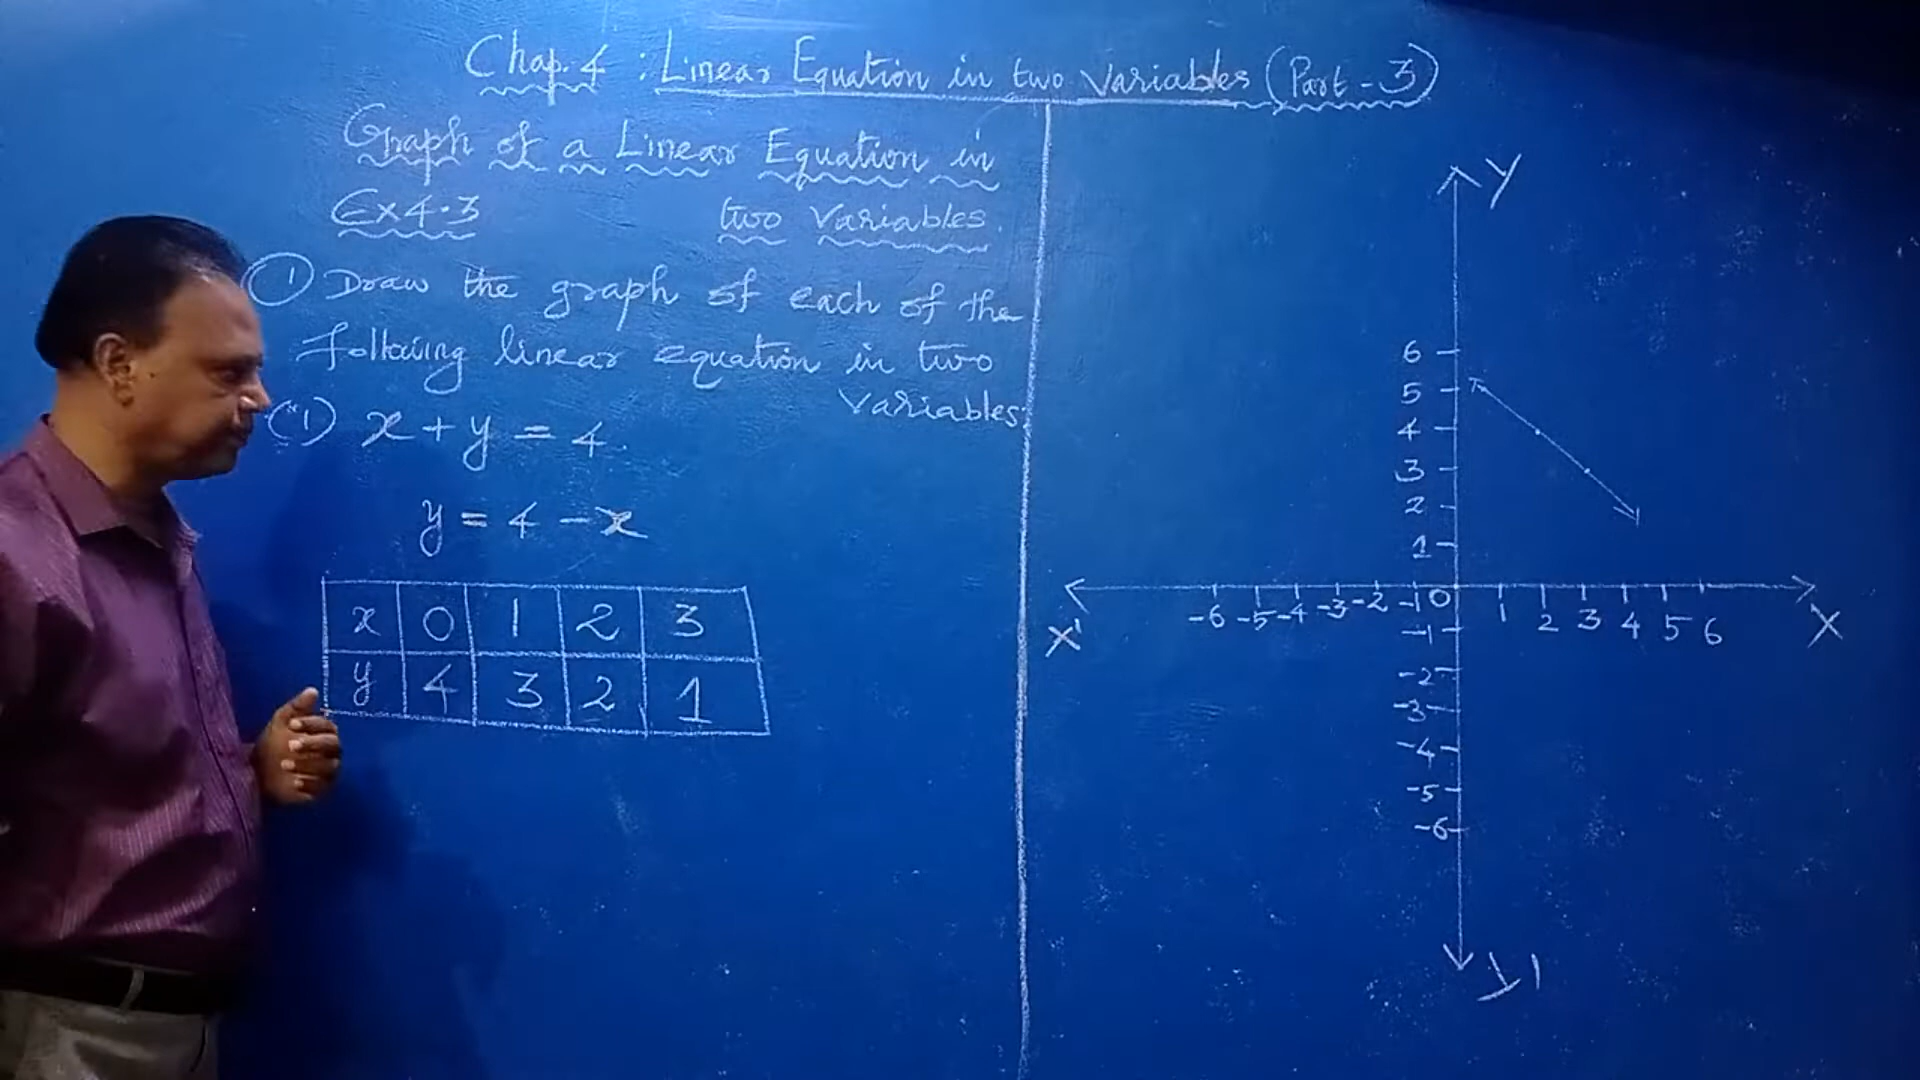 Chap. 4 : Linear Equation in two Variables (Part - 3)
Graph of a Linear Equation in
Ex 4.3 two Variables.
① Draw the graph of each of the
following linear equation in two
Variables.
(1) x + y = 4.
y = 4 - x
x 0 1 2 3
y 4 3 2 1
Y
6
5
4
3
2
1
X' -6 -5 -4 -3 -2 -1 0 1 2 3 4 5 6 X
-1
-2
-3
-4
-5
-6
Y'